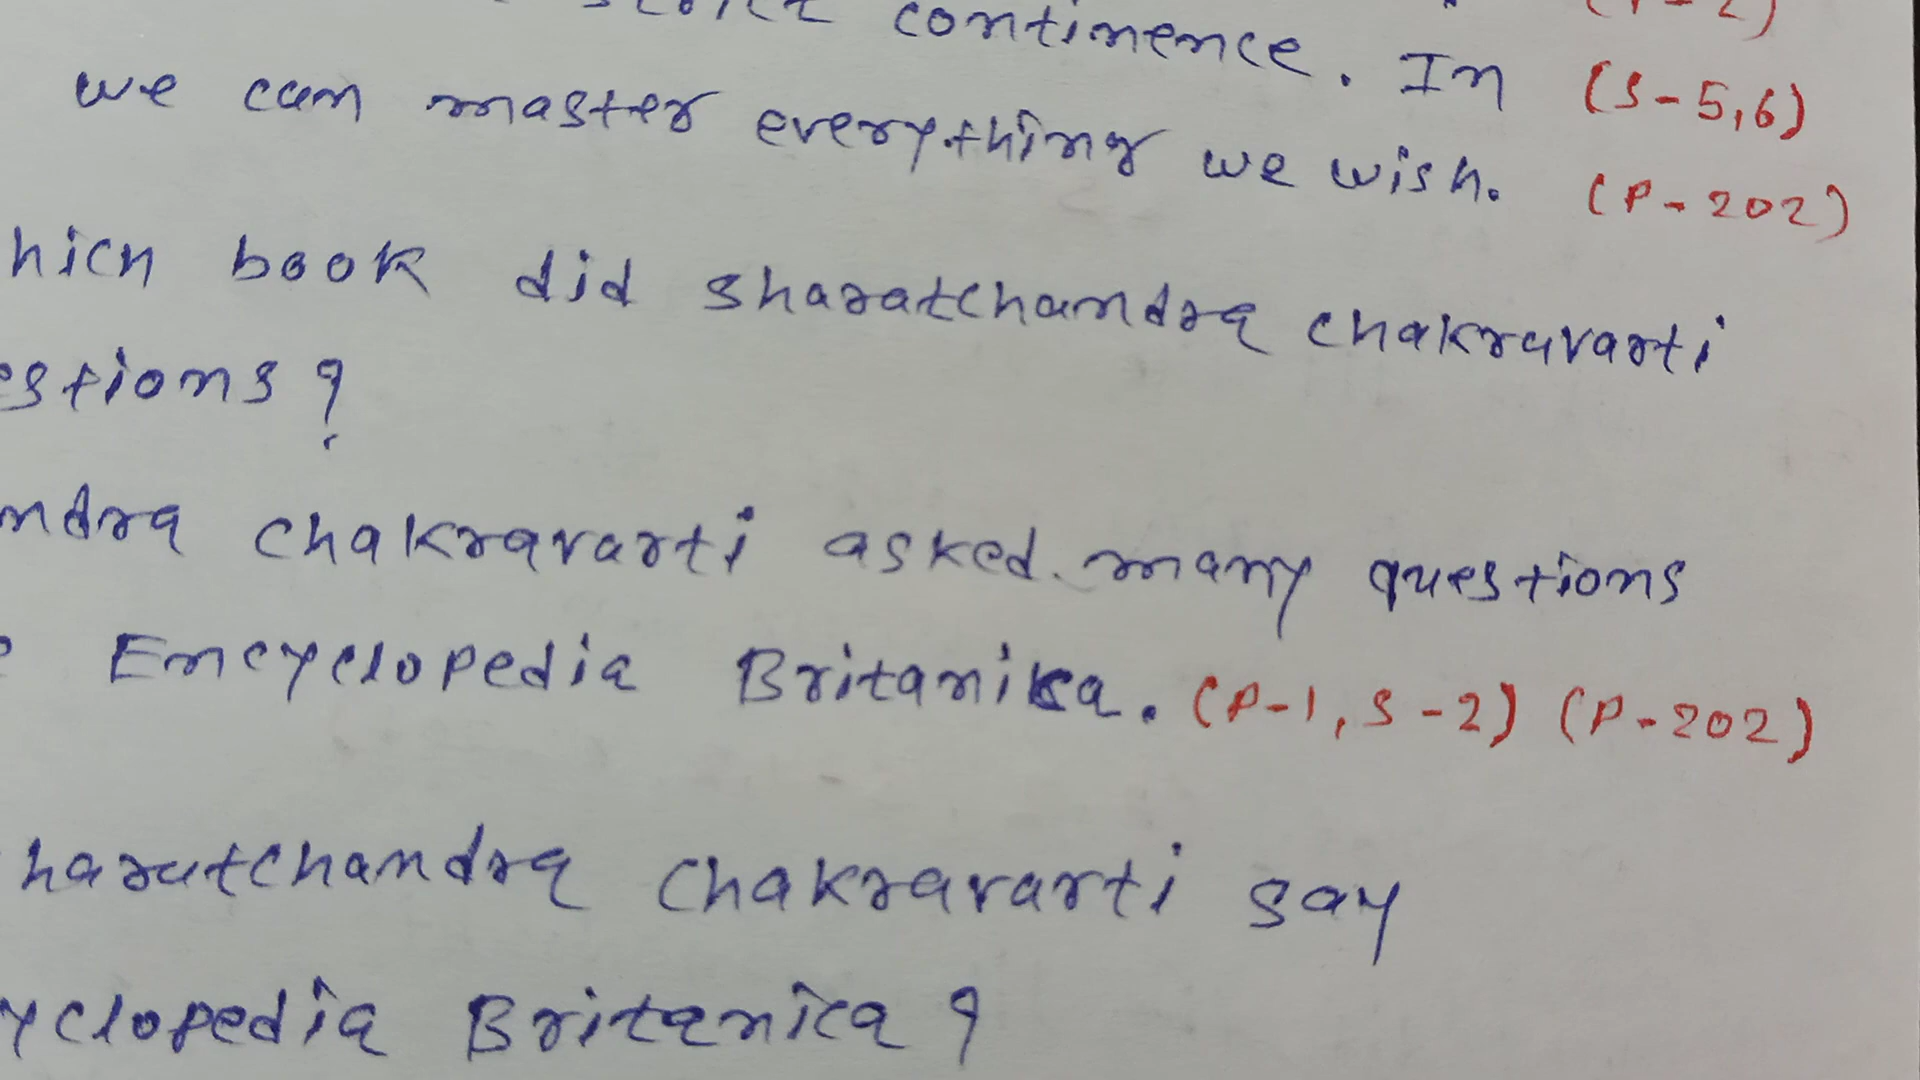 continence. In (S-5,6)
we can master everything we wish. (P-202)
hich book did Sharatchandra Chakravarti
estions?
ndra Chakravarti asked many questions
Encyclopedia Britanika. (P-1, S-2) (P-202)
haratchandra Chakravarti say
yclopedia Britanica?